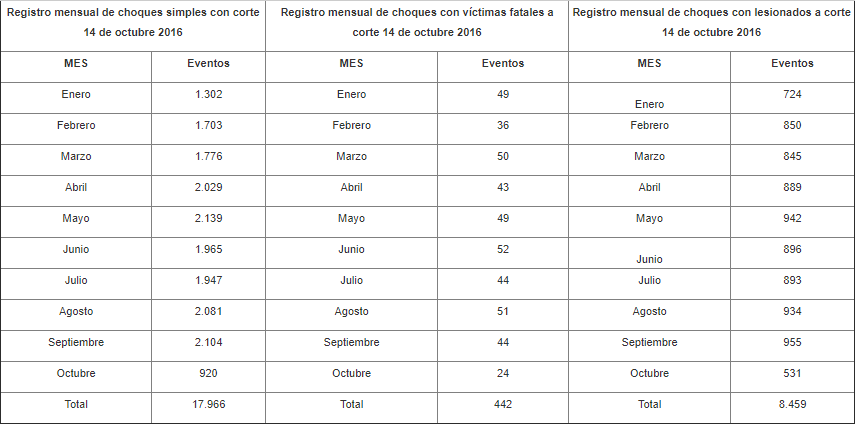 Registro mensual de choques simples con corte 14 de octubre 2016 Registro mensual de choques con víctimas fatales a corte 14 de octubre 2016 Registro mensual de choques con lesionados a corte 14 de octubre 2016
MES Eventos MES Eventos MES Eventos
Enero 1.302 Enero 49 Enero 724
Febrero 1.703 Febrero 36 Febrero 850
Marzo 1.776 Marzo 50 Marzo 845
Abril 2.029 Abril 43 Abril 889
Mayo 2.139 Mayo 49 Mayo 942
Junio 1.965 Junio 52 Junio 896
Julio 1.947 Julio 44 Julio 893
Agosto 2.081 Agosto 51 Agosto 934
Septiembre 2.104 Septiembre 44 Septiembre 955
Octubre 920 Octubre 24 Octubre 531
Total 17.966 Total 442 Total 8.459